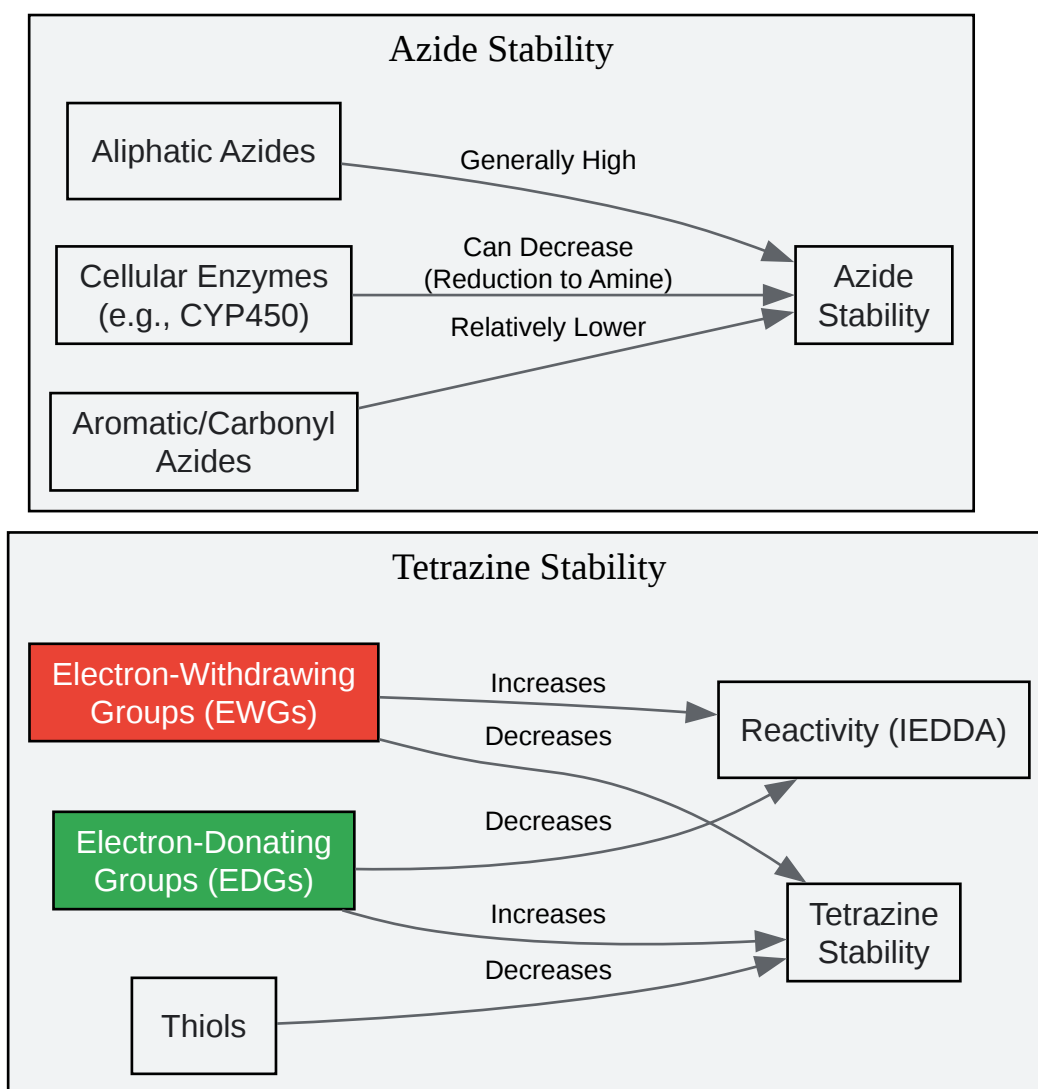 Azide Stability
Aliphatic Azides
Generally High
Cellular Enzymes
(e.g., CYP450)
Can Decrease
(Reduction to Amine)
Azide
Stability
Relatively Lower
Aromatic/Carbonyl
Azides
Tetrazine Stability
Electron-Withdrawing
Groups (EWGs)
Increases
Reactivity (IEDDA)
Decreases
Electron-Donating
Groups (EDGs)
Decreases
Increases
Tetrazine
Stability
Decreases
Thiols